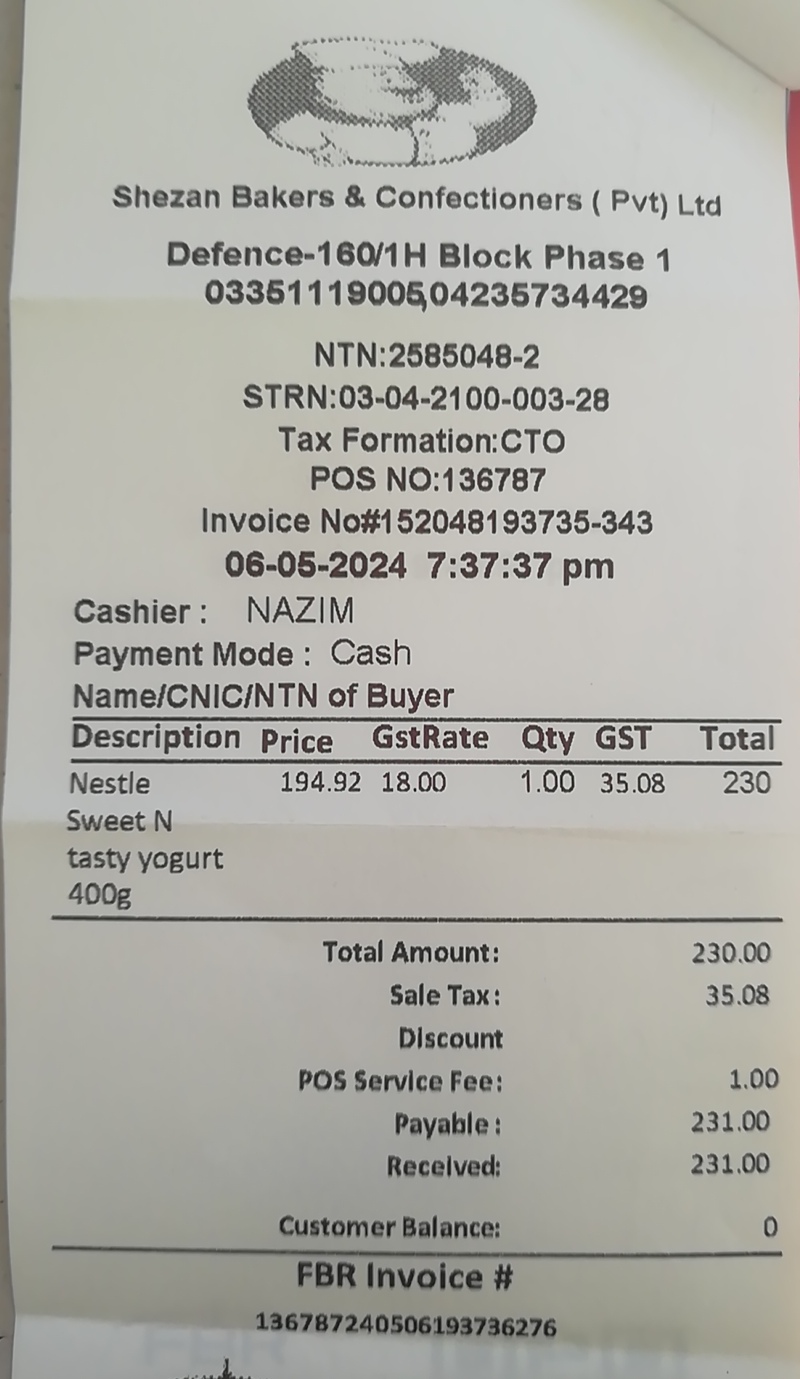 Shezan Bakers & Confectioners ( Pvt) Ltd
Defence-160/1H Block Phase 1
03351119005,04235734429
NTN:2585048-2
STRN:03-04-2100-003-28
Tax Formation:CTO
POS NO:136787
Invoice No#152048193735-343
06-05-2024 7:37:37 pm
Cashier : NAZIM
Payment Mode : Cash
Name/CNIC/NTN of Buyer
Description Price GstRate Qty GST Total
Nestle 194.92 18.00 1.00 35.08 230
Sweet N
tasty yogurt
400g
Total Amount: 230.00
Sale Tax: 35.08
Discount
POS Service Fee: 1.00
Payable : 231.00
Received: 231.00
Customer Balance: 0
FBR Invoice #
136787240506193736276